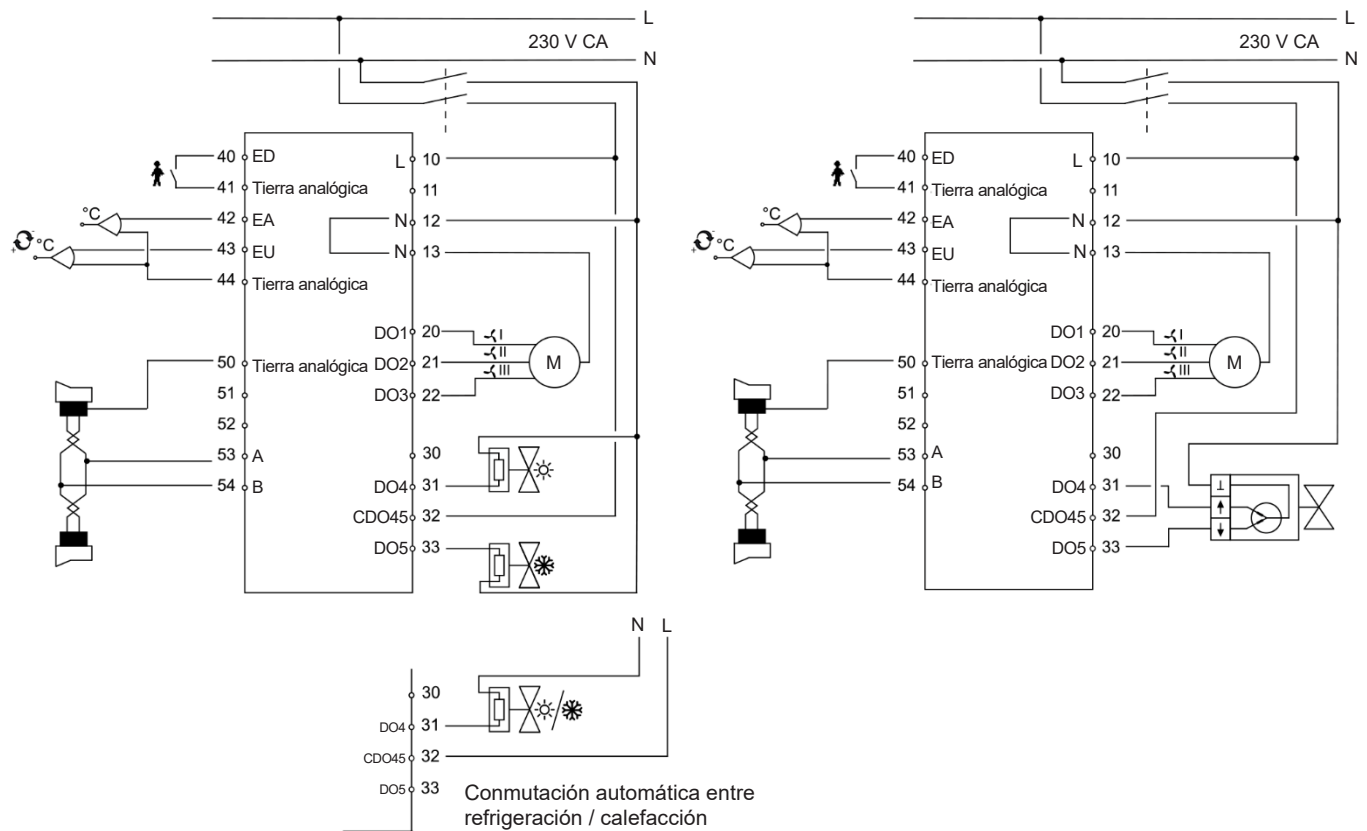 L
230 V CA
N
40 ED
L 10
41 Tierra analógica
11
°C
42 EA
N 12
°C
43 EU
N 13
44 Tierra analógica
DO1 20 I
II
50 Tierra analógica
DO2 21 III
M
51
DO3 22
52
53 A
30
54 B
DO4 31
CDO45 32
DO5 33
L
230 V CA
N
40 ED
L 10
41 Tierra analógica
11
°C
42 EA
N 12
°C
43 EU
N 13
44 Tierra analógica
DO1 20 I
II
50 Tierra analógica DO2 21 III
M
51
DO3 22
52
53 A
30
54 B
DO4 31
CDO45 32
DO5 33
N L
30
DO4 31
CDO45 32
DO5 33
Conmutación automática entre
refrigeración / calefacción